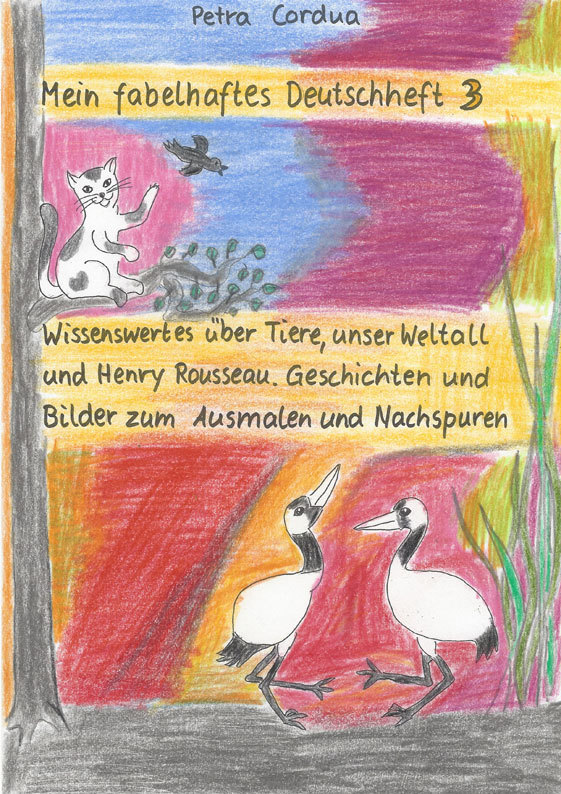 Petra Cordua
Mein fabelhaftes Deutschheft 3
Wissenswertes über Tiere, unser Weltall
und Henry Rousseau. Geschichten und
Bilder zum Ausmalen und Nachspuren